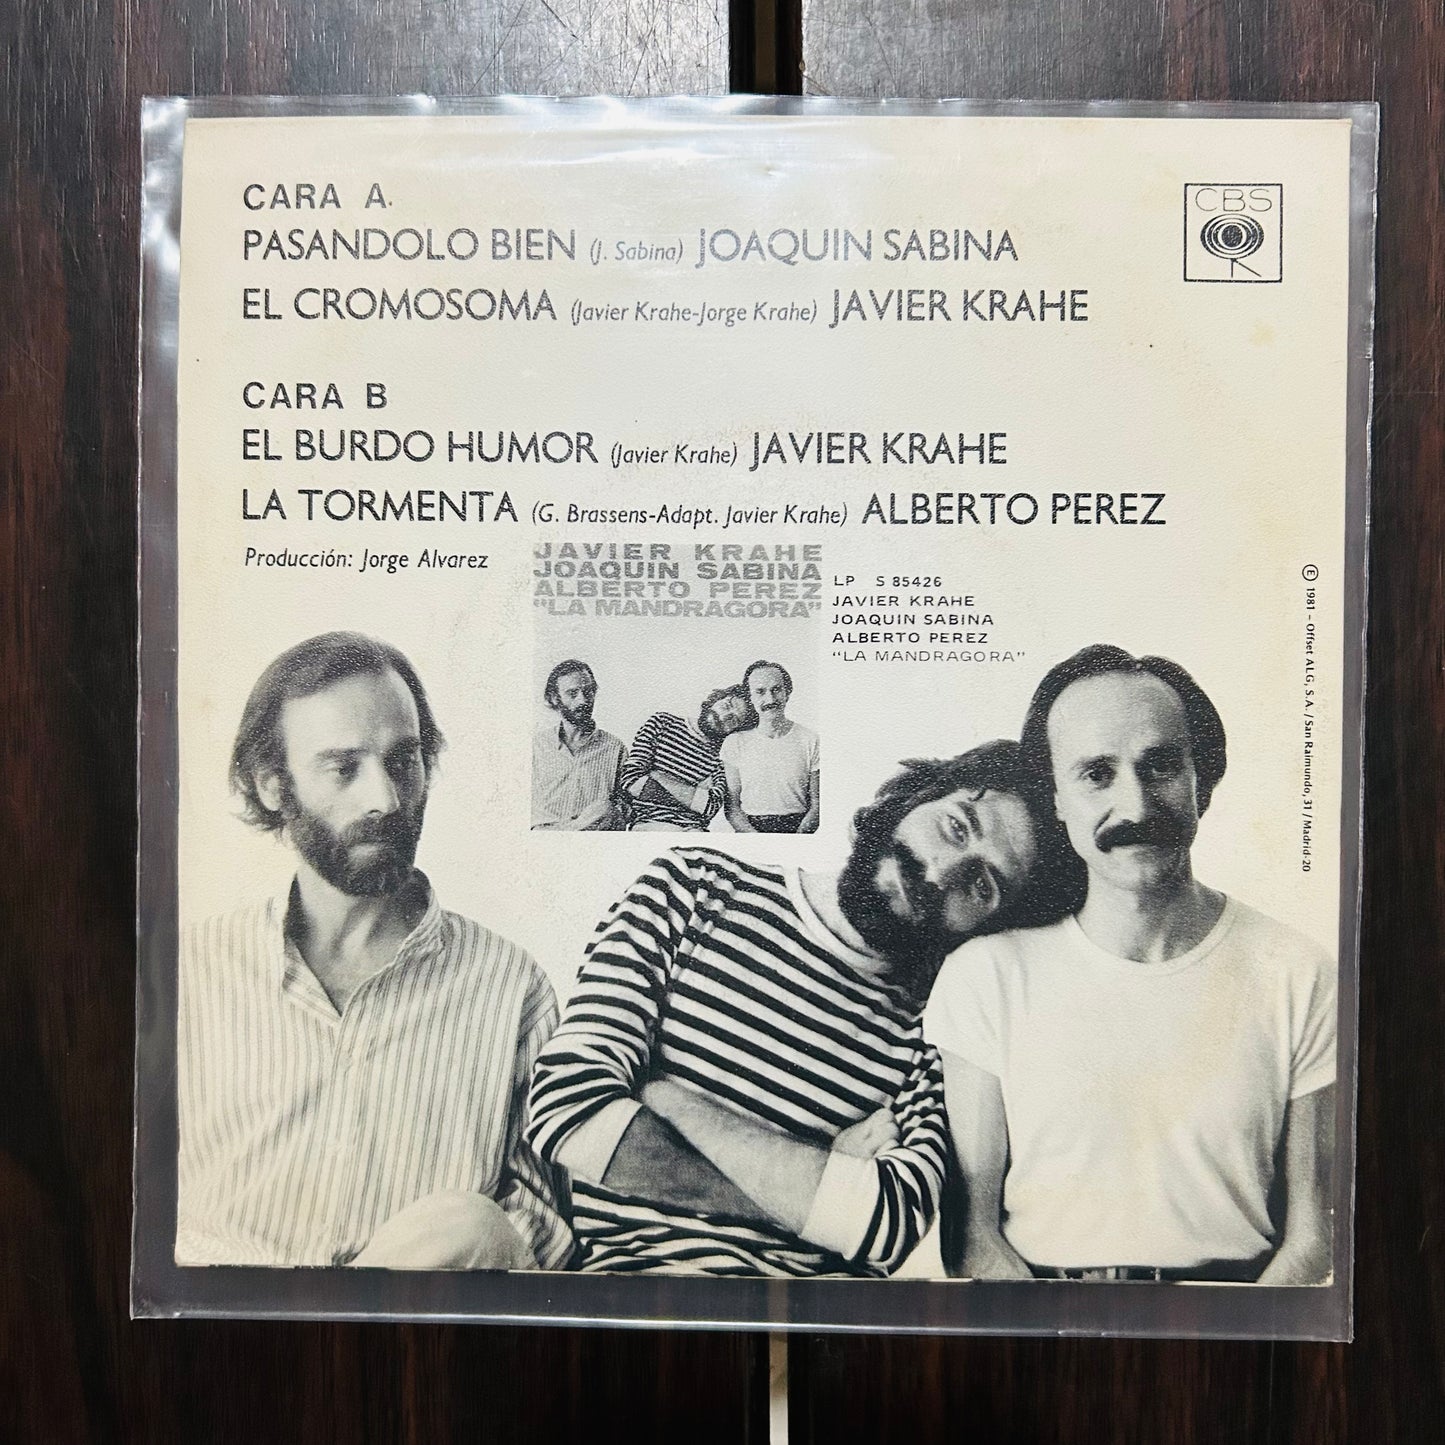 CARA A.
PASANDOLO BIEN (J. Sabina) JOAQUIN SABINA
EL CROMOSOMA (Javier Krahe-Jorge Krahe) JAVIER KRAHE
CBS
CARA B
EL BURDO HUMOR (Javier Krahe) JAVIER KRAHE
LA TORMENTA (G. Brassens-Adapt. Javier Krahe) ALBERTO PEREZ
Producción: Jorge Alvarez
JAVIER KRAHE
JOAQUIN SABINA
ALBERTO PEREZ
"LA MANDRAGORA"
LP S 85426
JAVIER KRAHE
JOAQUIN SABINA
ALBERTO PEREZ
"LA MANDRAGORA"
Ⓔ 1981 - Offset ALG, S.A. / San Raimundo, 31 / Madrid-20